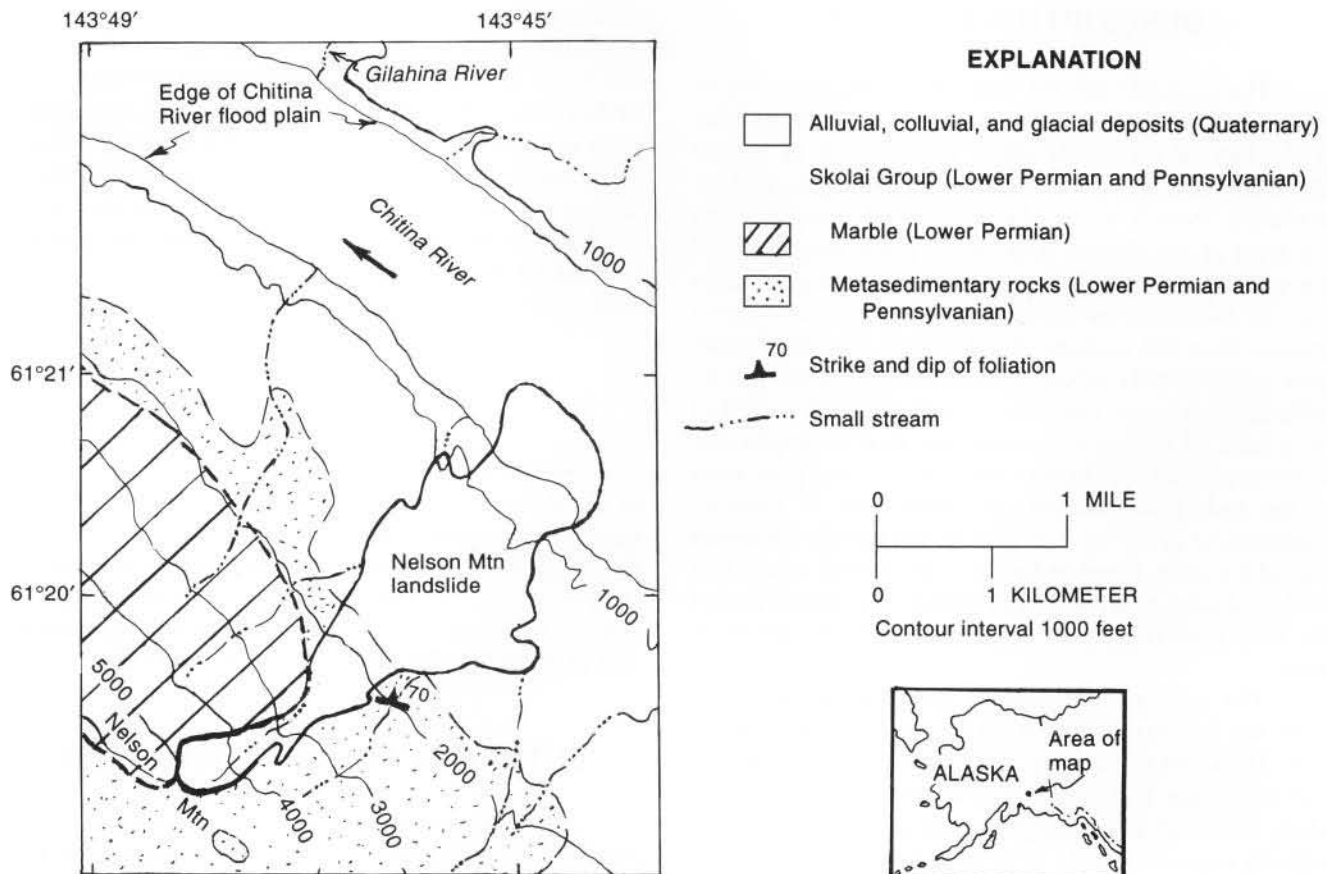 143°49′
143°45′
Gilahina River
Edge of Chitina
River flood plain
Chitina River
1000
61°21′
61°20′
Nelson Mtn
landslide
1000
5000
Nelson
Mtn
70
2000
3000
4000
EXPLANATION
Alluvial, colluvial, and glacial deposits (Quaternary)
Skolai Group (Lower Permian and Pennsylvanian)
Marble (Lower Permian)
Metasedimentary rocks (Lower Permian and
Pennsylvanian)
70
Strike and dip of foliation
Small stream
0 1 MILE
0 1 KILOMETER
Contour interval 1000 feet
ALASKA
Area of
map